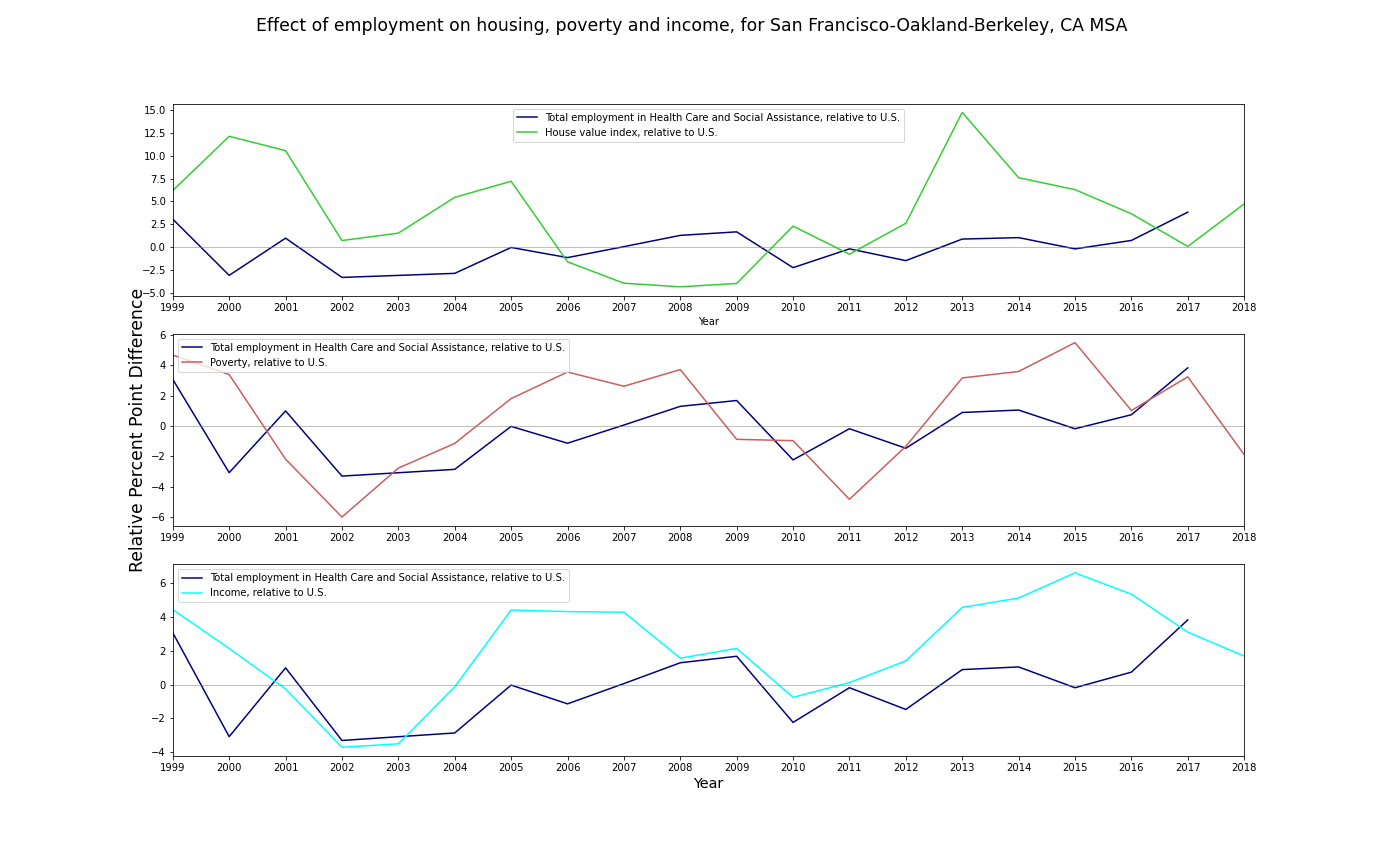 Effect of employment on housing, poverty and income, for San Francisco-Oakland-Berkeley, CA MSA
Total employment in Health Care and Social Assistance, relative to U.S.
House value index, relative to U.S.
15.0
12.5
10.0
7.5
5.0
2.5
0.0
−2.5
−5.0
1999 2000 2001 2002 2003 2004 2005 2006 2007 2008 2009 2010 2011 2012 2013 2014 2015 2016 2017 2018
Year
Relative Percent Point Difference
Total employment in Health Care and Social Assistance, relative to U.S.
Poverty, relative to U.S.
6
4
2
0
−2
−4
−6
1999 2000 2001 2002 2003 2004 2005 2006 2007 2008 2009 2010 2011 2012 2013 2014 2015 2016 2017 2018
Total employment in Health Care and Social Assistance, relative to U.S.
Income, relative to U.S.
6
4
2
0
−2
−4
1999 2000 2001 2002 2003 2004 2005 2006 2007 2008 2009 2010 2011 2012 2013 2014 2015 2016 2017 2018
Year